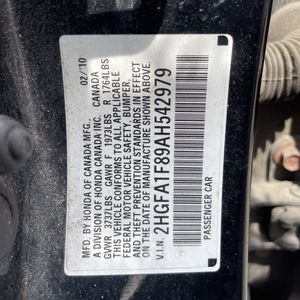 MFG. BY HONDA OF CANADA MFG. 02/'10
A DIVISION OF HONDA CANADA INC. CANADA
GVWR 3737LBS GAWR F 1973LBS R 1764LBS
THIS VEHICLE CONFORMS TO ALL APPLICABLE
FEDERAL MOTOR VEHICLE SAFETY, BUMPER,
AND THEFT PREVENTION STANDARDS IN EFFECT
ON THE DATE OF MANUFACTURE SHOWN ABOVE.
V.I.N. 2HGFA1F89AH542979
PASSENGER CAR